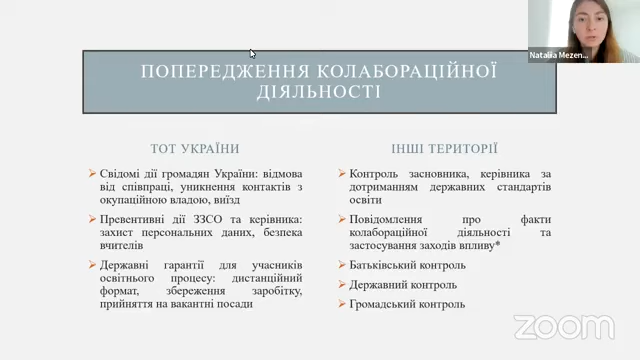 Nataliia Mezen...
ПОПЕРЕДЖЕННЯ КОЛАБОРАЦІЙНОЇ
ДІЯЛЬНОСТІ
ТОТ УКРАЇНИ
Свідомі дії громадян України: відмова
від співпраці, уникнення контактів з
окупаційною владою, виїзд
Превентивні дії ЗЗСО та керівника:
захист персональних даних, безпека
вчителів
Державні гарантії для учасників
освітнього процесу: дистанційний
формат, збереження заробітку,
прийняття на вакантні посади
ІНШІ ТЕРИТОРІЇ
Контроль засновника, керівника за
дотриманням державних стандартів
освіти
Повідомлення про факти
колабораційної діяльності та
застосування заходів впливу*
Батьківський контроль
Державний контроль
Громадський контроль
zoom